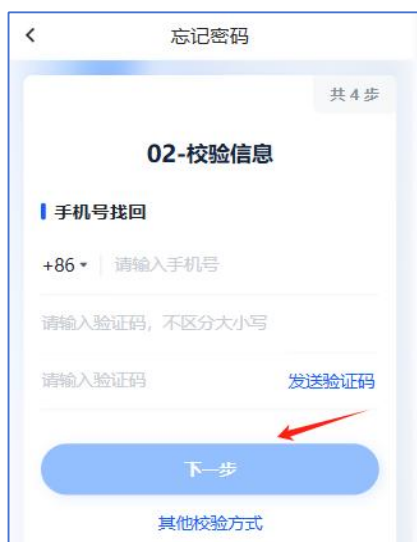 忘记密码
共4步
02-校验信息
手机号找回
+86 请输入手机号
请输入验证码，不区分大小写
请输入验证码 发送验证码
下一步
其他校验方式